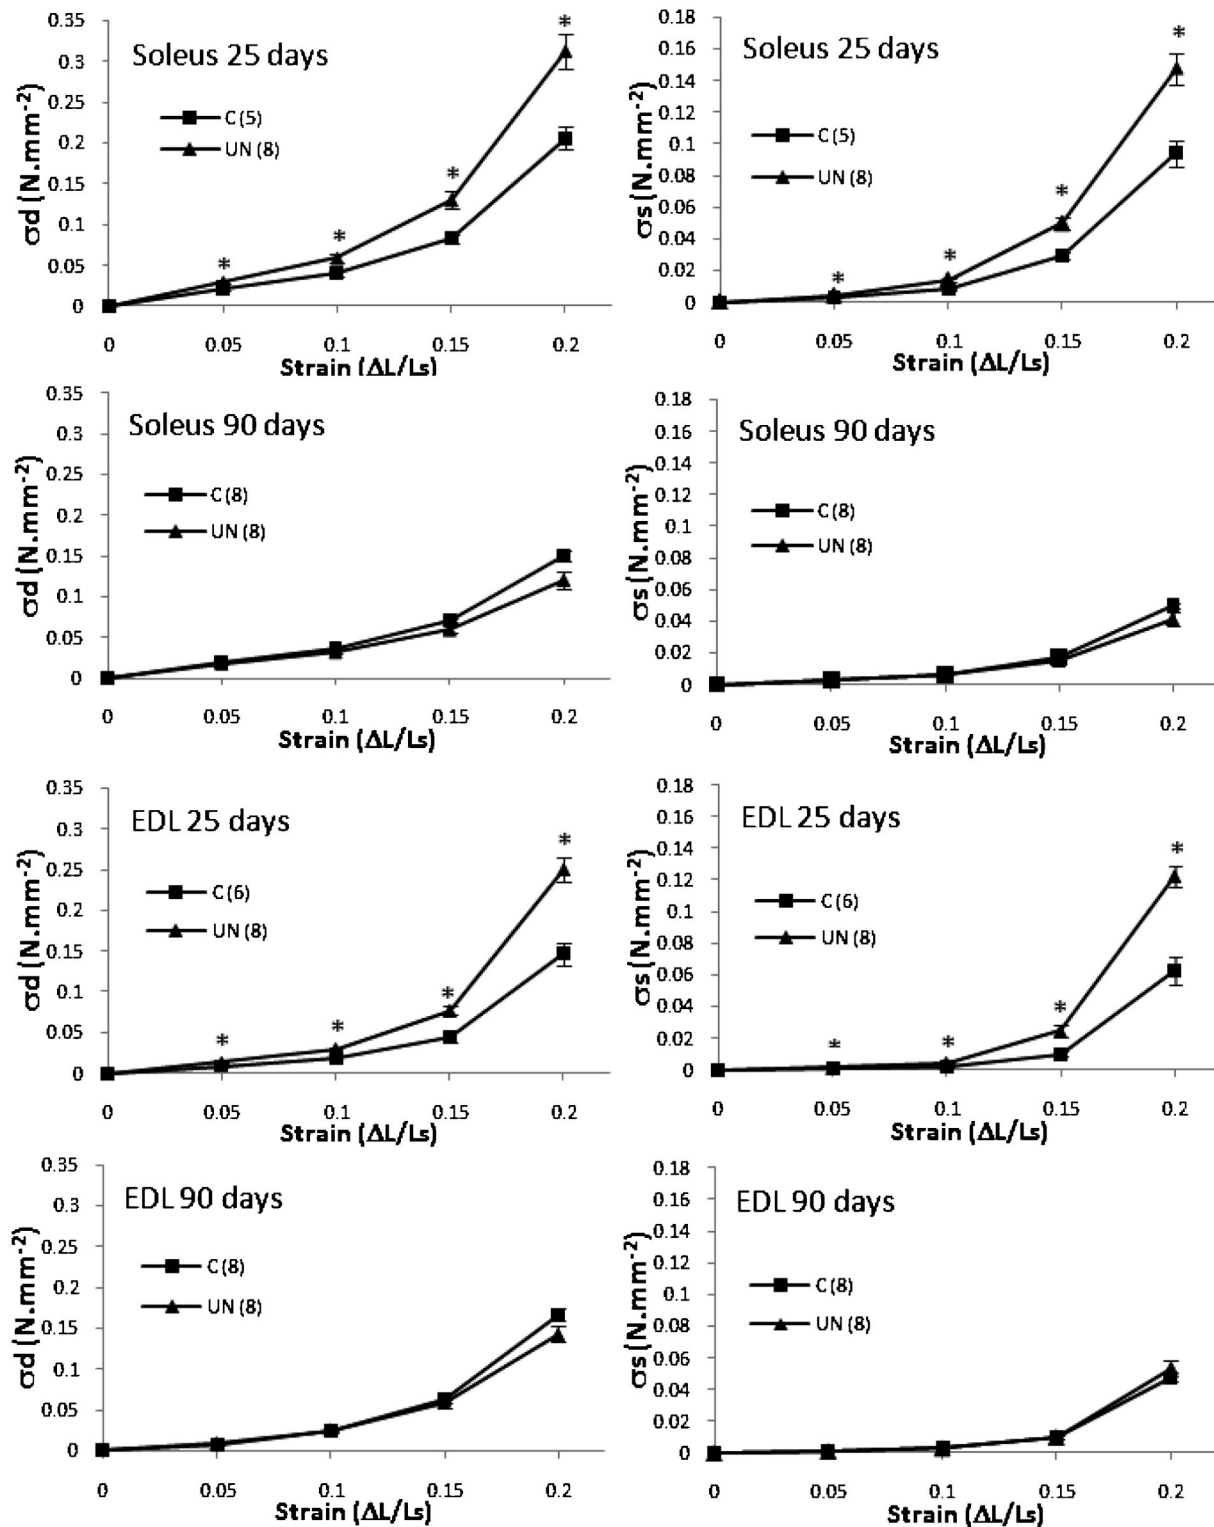 0.35
0.3
0.25
0.2
0.15
0.1
0.05
0
σd (N.mm-2)
Soleus 25 days
C (5)
UN (8)
*
*
*
*
0 0.05 0.1 0.15 0.2
Strain (ΔL/Ls)
0.18
0.16
0.14
0.12
0.1
0.08
0.06
0.04
0.02
0
σs (N.mm-2)
Soleus 25 days
C (5)
UN (8)
*
*
*
*
0 0.05 0.1 0.15 0.2
Strain (ΔL/Ls)
0.35
0.3
0.25
0.2
0.15
0.1
0.05
0
σd (N.mm-2)
Soleus 90 days
C (8)
UN (8)
0 0.05 0.1 0.15 0.2
Strain (ΔL/Ls)
0.18
0.16
0.14
0.12
0.1
0.08
0.06
0.04
0.02
0
σs (N.mm-2)
Soleus 90 days
C (8)
UN (8)
0 0.05 0.1 0.15 0.2
Strain (ΔL/Ls)
0.35
0.3
0.25
0.2
0.15
0.1
0.05
0
σd (N.mm-2)
EDL 25 days
C (6)
UN (8)
*
*
*
*
0 0.05 0.1 0.15 0.2
Strain (ΔL/Ls)
0.18
0.16
0.14
0.12
0.1
0.08
0.06
0.04
0.02
0
σs (N.mm-2)
EDL 25 days
C (6)
UN (8)
*
*
*
*
0 0.05 0.1 0.15 0.2
Strain (ΔL/Ls)
0.35
0.3
0.25
0.2
0.15
0.1
0.05
0
σd (N.mm-2)
EDL 90 days
C (8)
UN (8)
0 0.05 0.1 0.15 0.2
Strain (ΔL/Ls)
0.18
0.16
0.14
0.12
0.1
0.08
0.06
0.04
0.02
0
σs (N.mm-2)
EDL 90 days
C (8)
UN (8)
0 0.05 0.1 0.15 0.2
Strain (ΔL/Ls)